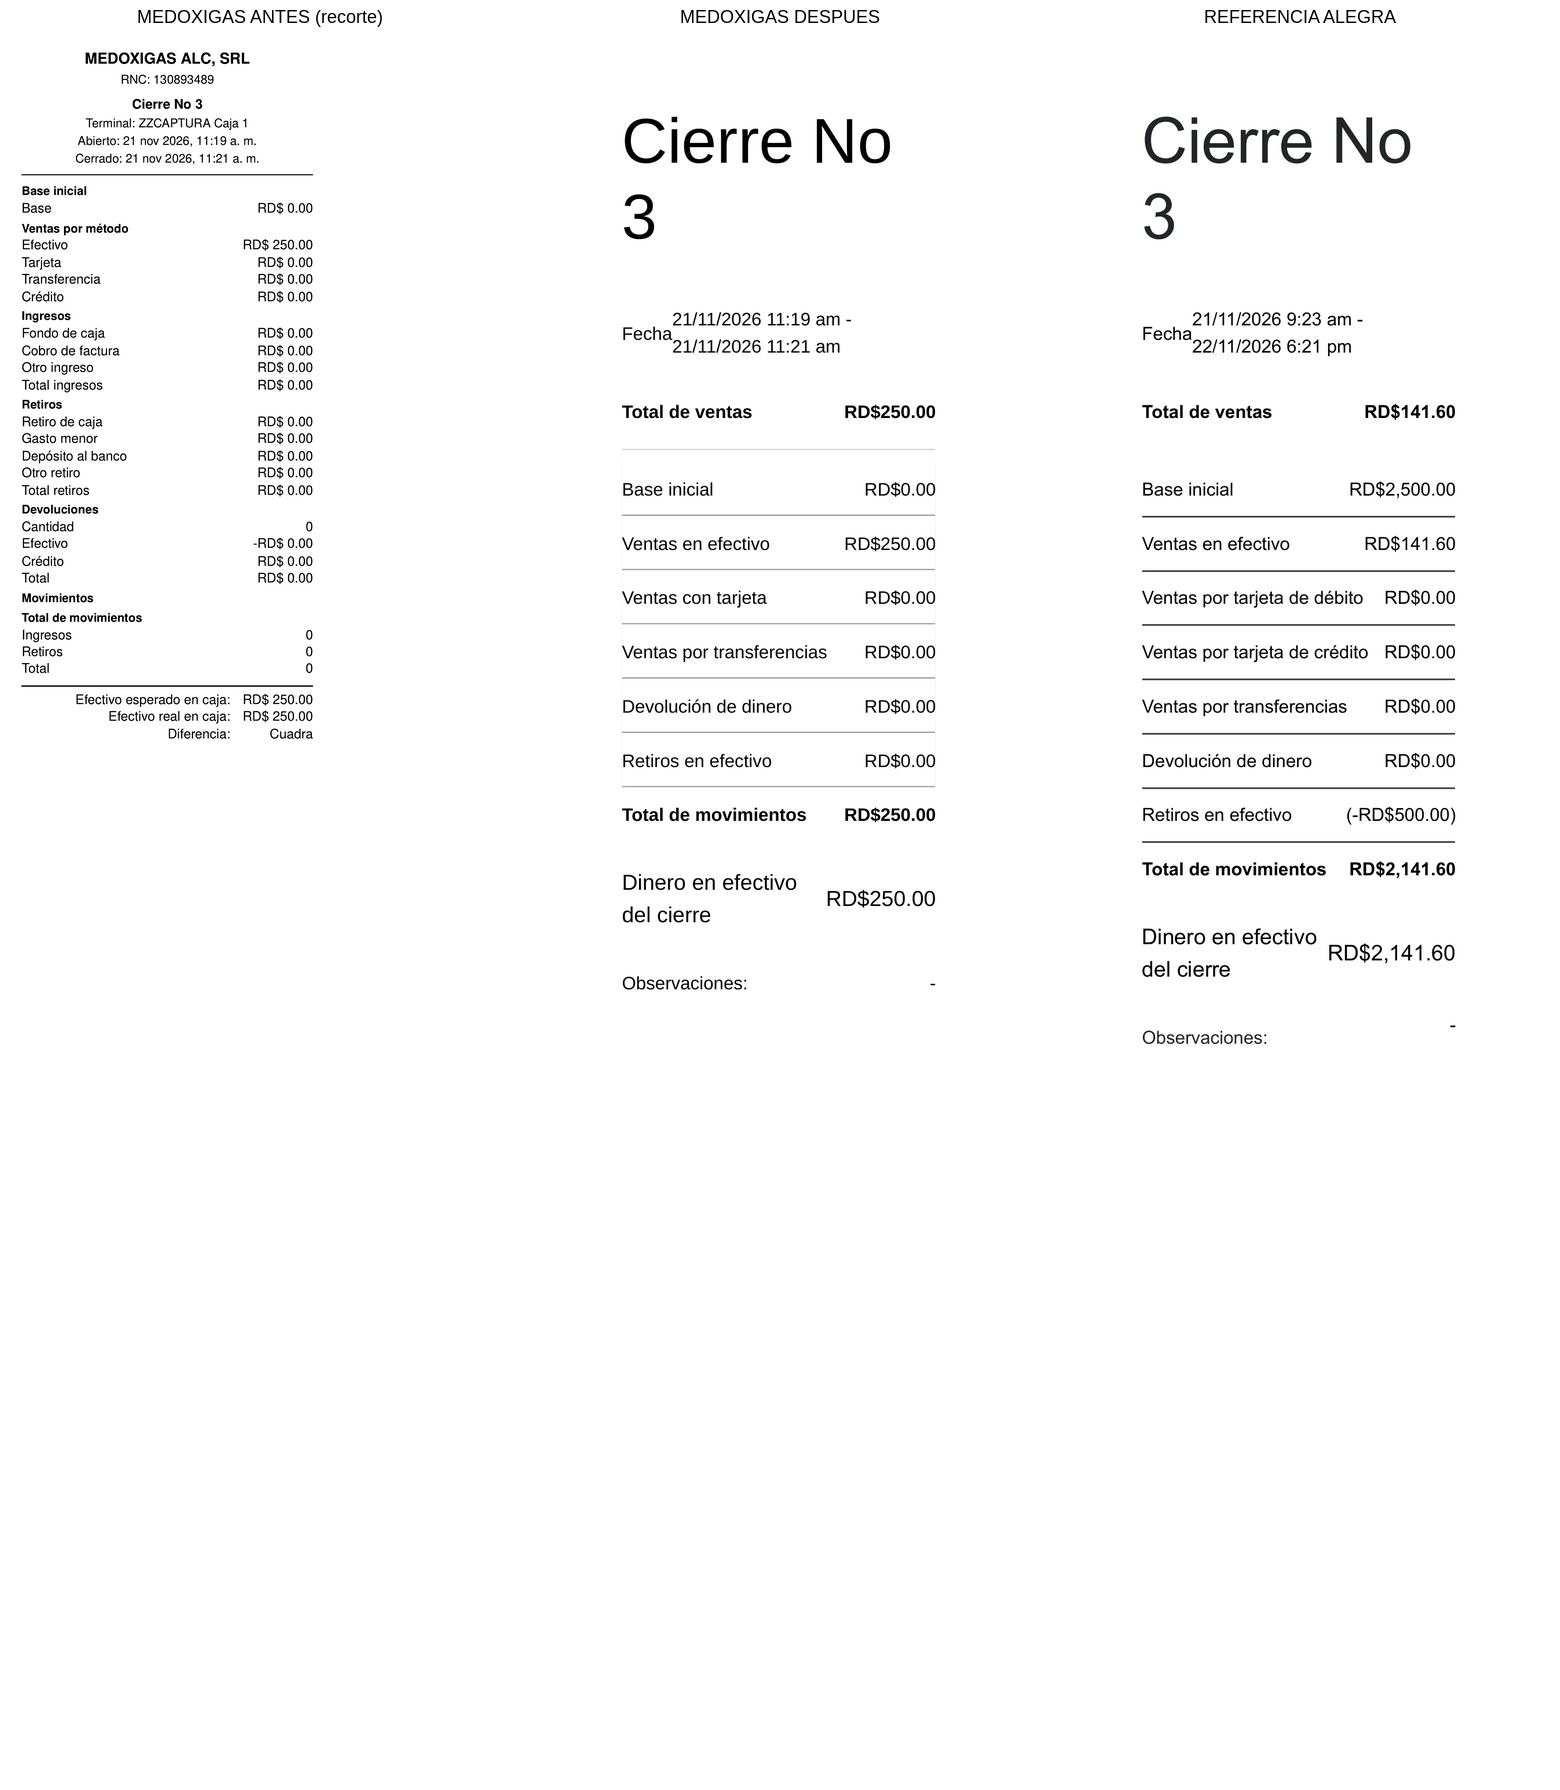 MEDOXIGAS ANTES (recorte)
MEDOXIGAS ALC, SRL
RNC: 130893489
Cierre No 3
Terminal: ZZCAPTURA Caja 1
Abierto: 21 nov 2026, 11:19 a. m.
Cerrado: 21 nov 2026, 11:21 a. m.
Base inicial
Base RD$ 0.00
Ventas por método
Efectivo RD$ 250.00
Tarjeta RD$ 0.00
Transferencia RD$ 0.00
Crédito RD$ 0.00
Ingresos
Fondo de caja RD$ 0.00
Cobro de factura RD$ 0.00
Otro ingreso RD$ 0.00
Total ingresos RD$ 0.00
Retiros
Retiro de caja RD$ 0.00
Gasto menor RD$ 0.00
Depósito al banco RD$ 0.00
Otro retiro RD$ 0.00
Total retiros RD$ 0.00
Devoluciones
Cantidad 0
Efectivo -RD$ 0.00
Crédito RD$ 0.00
Total RD$ 0.00
Movimientos
Total de movimientos
Ingresos 0
Retiros 0
Total 0
Efectivo esperado en caja: RD$ 250.00
Efectivo real en caja: RD$ 250.00
Diferencia: Cuadra
MEDOXIGAS DESPUES
Cierre No
3
Fecha 21/11/2026 11:19 am -
21/11/2026 11:21 am
Total de ventas RD$250.00
Base inicial RD$0.00
Ventas en efectivo RD$250.00
Ventas con tarjeta RD$0.00
Ventas por transferencias RD$0.00
Devolución de dinero RD$0.00
Retiros en efectivo RD$0.00
Total de movimientos RD$250.00
Dinero en efectivo
del cierre RD$250.00
Observaciones: -
REFERENCIA ALEGRA
Cierre No
3
Fecha 21/11/2026 9:23 am -
22/11/2026 6:21 pm
Total de ventas RD$141.60
Base inicial RD$2,500.00
Ventas en efectivo RD$141.60
Ventas por tarjeta de débito RD$0.00
Ventas por tarjeta de crédito RD$0.00
Ventas por transferencias RD$0.00
Devolución de dinero RD$0.00
Retiros en efectivo (-RD$500.00)
Total de movimientos RD$2,141.60
Dinero en efectivo
del cierre RD$2,141.60
Observaciones: -